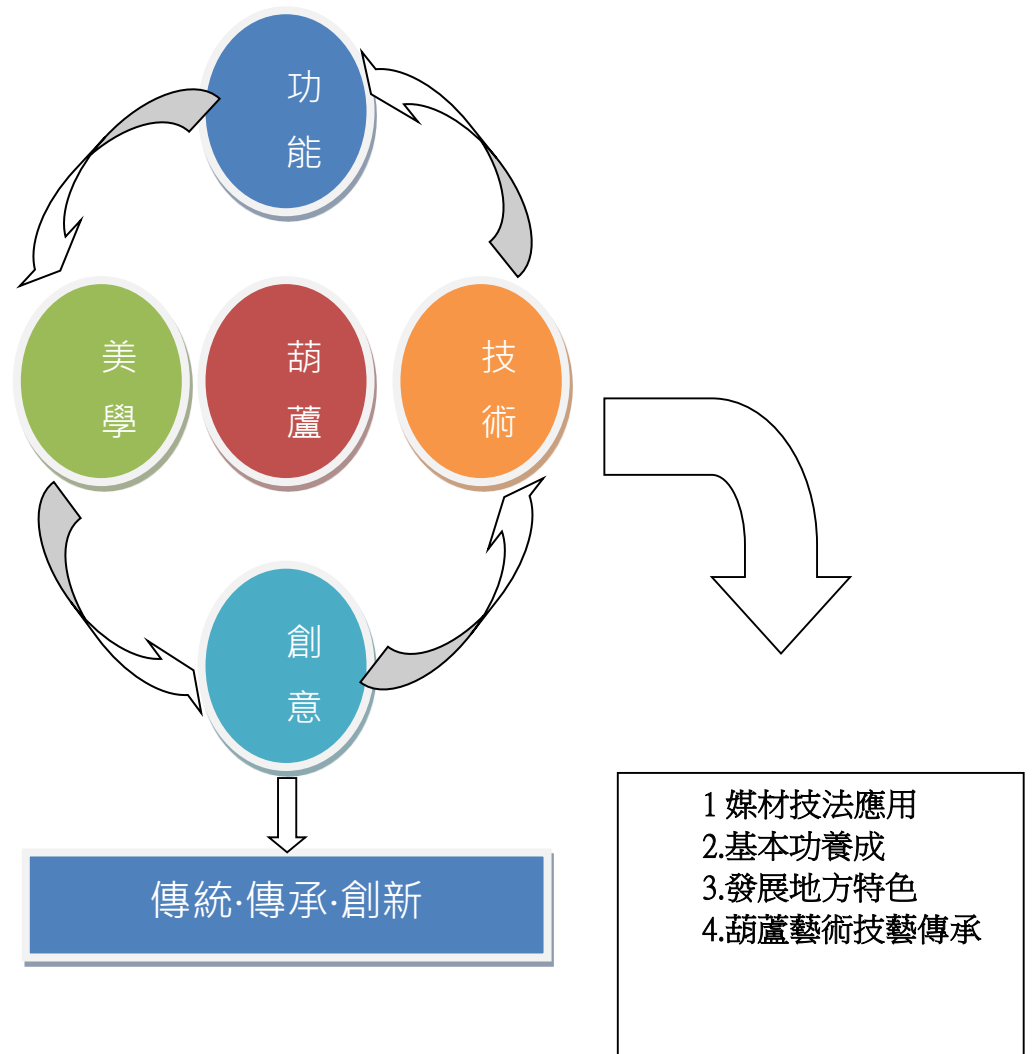 功
能
美
學
葫
蘆
技
術
創
意
傳統·傳承·創新
1 媒材技法應用
2.基本功養成
3.發展地方特色
4.葫蘆藝術技藝傳承